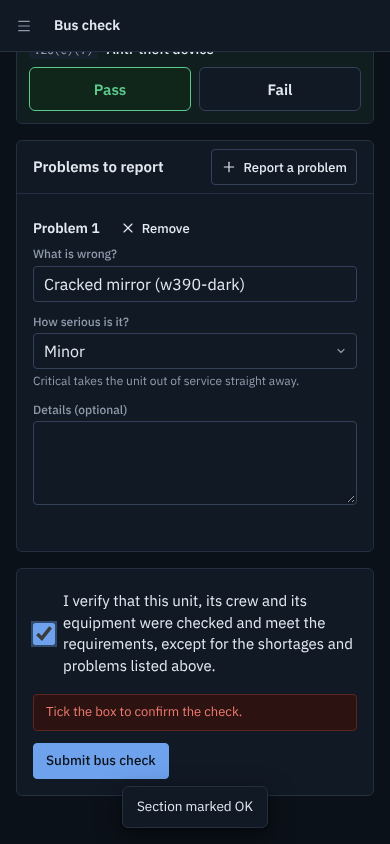 Bus check
Pass
Fail
Problems to report
Report a problem
Problem 1
Remove
What is wrong?
Cracked mirror (w390-dark)
How serious is it?
Minor
Critical takes the unit out of service straight away.
Details (optional)
I verify that this unit, its crew and its
equipment were checked and meet the
requirements, except for the shortages and
problems listed above.
Tick the box to confirm the check.
Submit bus check
Section marked OK